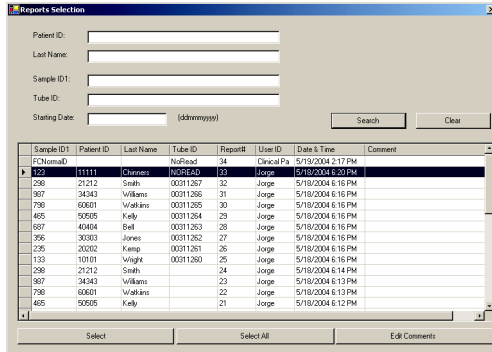 Reports Selection
Patient ID:
Last Name:
Sample ID1:
Tube ID:
Starting Date: (ddmmmyyyy)
Search Clear
Sample ID1 Patient ID Last Name Tube ID Report# User ID Date & Time Comment
FCNormalD NoRead 34 Clinical Pa 5/19/2004 2:17 PM
123 11111 Chinners NOREAD 33 Jorge 5/18/2004 6:20 PM
298 21212 Smith 00311267 32 Jorge 5/18/2004 6:16 PM
987 34343 Williams 00311266 31 Jorge 5/18/2004 6:16 PM
798 60601 Watkiins 00311265 30 Jorge 5/18/2004 6:16 PM
465 50505 Kelly 00311264 29 Jorge 5/18/2004 6:16 PM
687 40404 Bell 00311263 28 Jorge 5/18/2004 6:16 PM
356 30303 Jones 00311262 27 Jorge 5/18/2004 6:16 PM
235 20202 Kemp 00311261 26 Jorge 5/18/2004 6:16 PM
133 10101 Wright 00311260 25 Jorge 5/18/2004 6:16 PM
298 21212 Smith 24 Jorge 5/18/2004 6:14 PM
987 34343 Williams 23 Jorge 5/18/2004 6:13 PM
798 60601 Watkiins 22 Jorge 5/18/2004 6:13 PM
465 50505 Kelly 21 Jorge 5/18/2004 6:12 PM
Select Select All Edit Comments